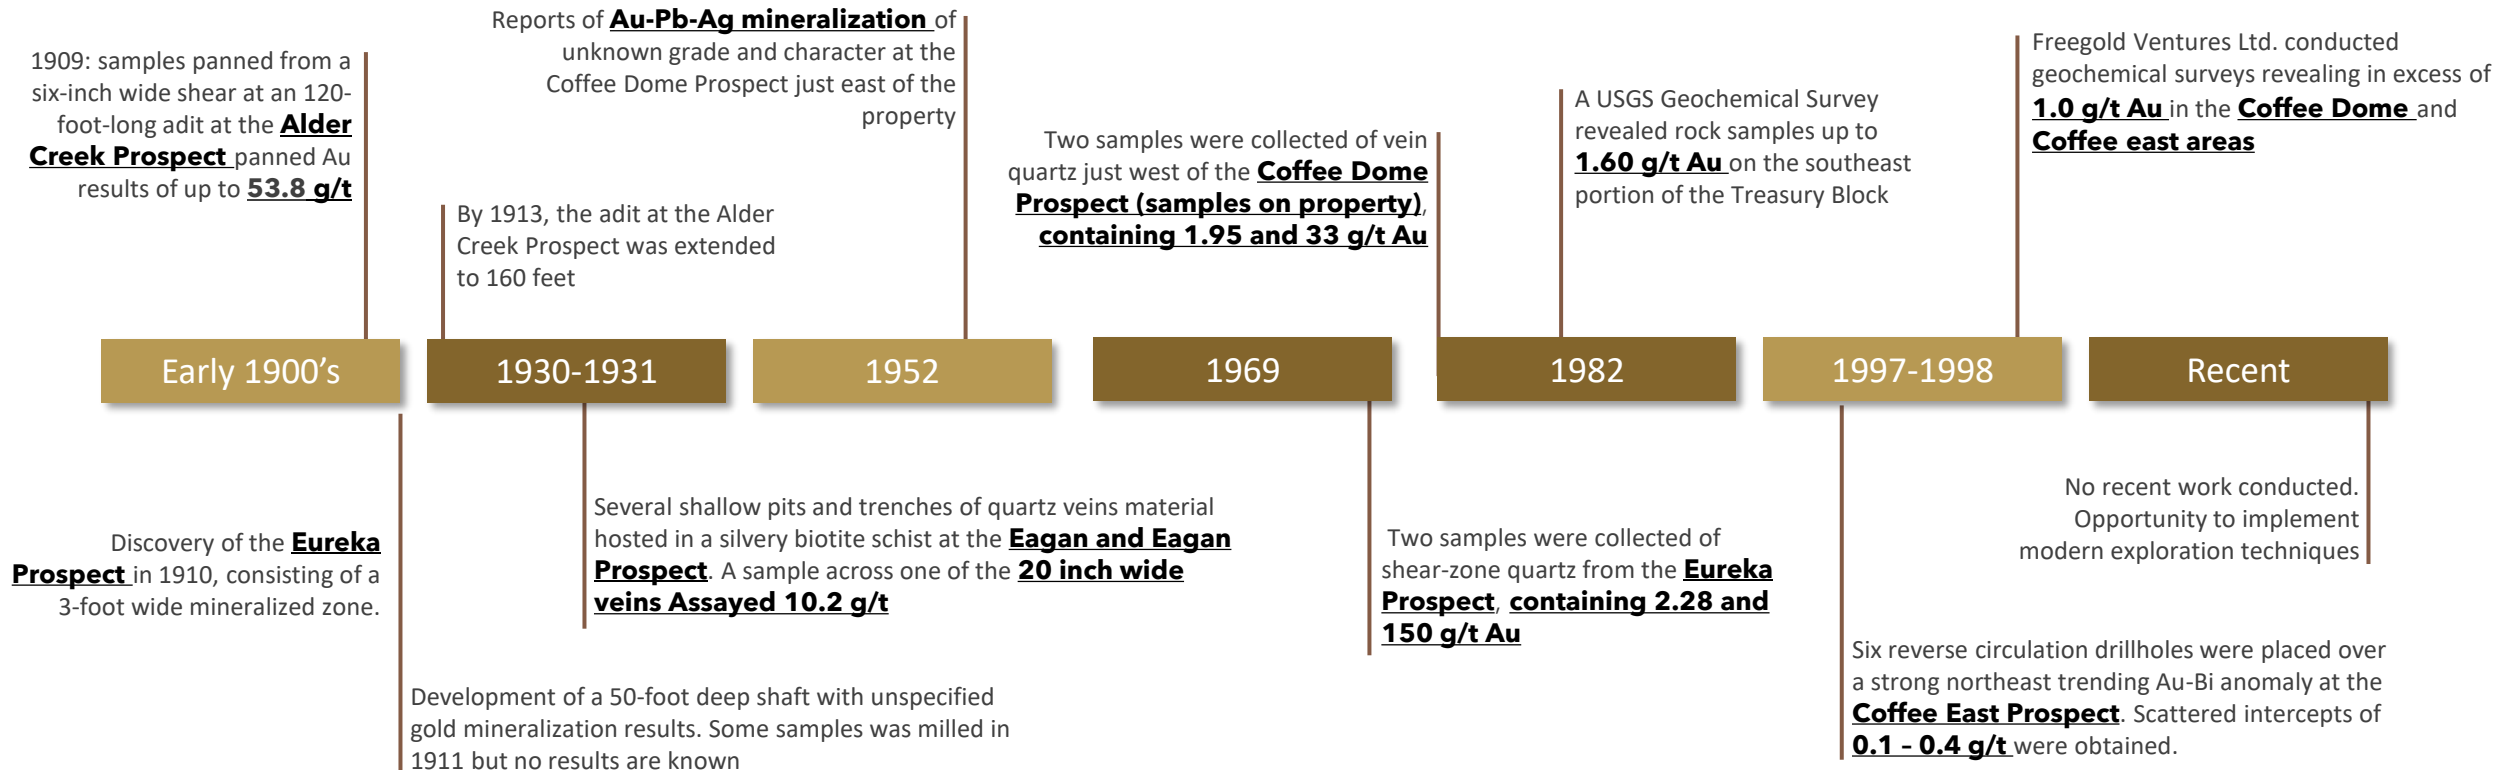 1909: samples panned from a
six-inch wide shear at an 120-
foot-long adit at the Alder
Creek Prospect panned Au
results of up to 53.8 g/t
By 1913, the adit at the Alder
Creek Prospect was extended
to 160 feet
Reports of Au-Pb-Ag mineralization of
unknown grade and character at the
Coffee Dome Prospect just east of the
property
Two samples were collected of vein
quartz just west of the Coffee Dome
Prospect (samples on property),
containing 1.95 and 33 g/t Au
A USGS Geochemical Survey
revealed rock samples up to
1.60 g/t Au on the southeast
portion of the Treasury Block
Freegold Ventures Ltd. conducted
geochemical surveys revealing in excess of
1.0 g/t Au in the Coffee Dome and
Coffee east areas
Early 1900's
1930-1931
1952
1969
1982
1997-1998
Recent
Discovery of the Eureka
Prospect in 1910, consisting of a
3-foot wide mineralized zone.
Development of a 50-foot deep shaft with unspecified
gold mineralization results. Some samples was milled in
1911 but no results are known
Several shallow pits and trenches of quartz veins material
hosted in a silvery biotite schist at the Eagan and Eagan
Prospect. A sample across one of the 20 inch wide
veins Assayed 10.2 g/t
Two samples were collected of
shear-zone quartz from the Eureka
Prospect, containing 2.28 and
150 g/t Au
Six reverse circulation drillholes were placed over
a strong northeast trending Au-Bi anomaly at the
Coffee East Prospect. Scattered intercepts of
0.1 – 0.4 g/t were obtained.
No recent work conducted.
Opportunity to implement
modern exploration techniques